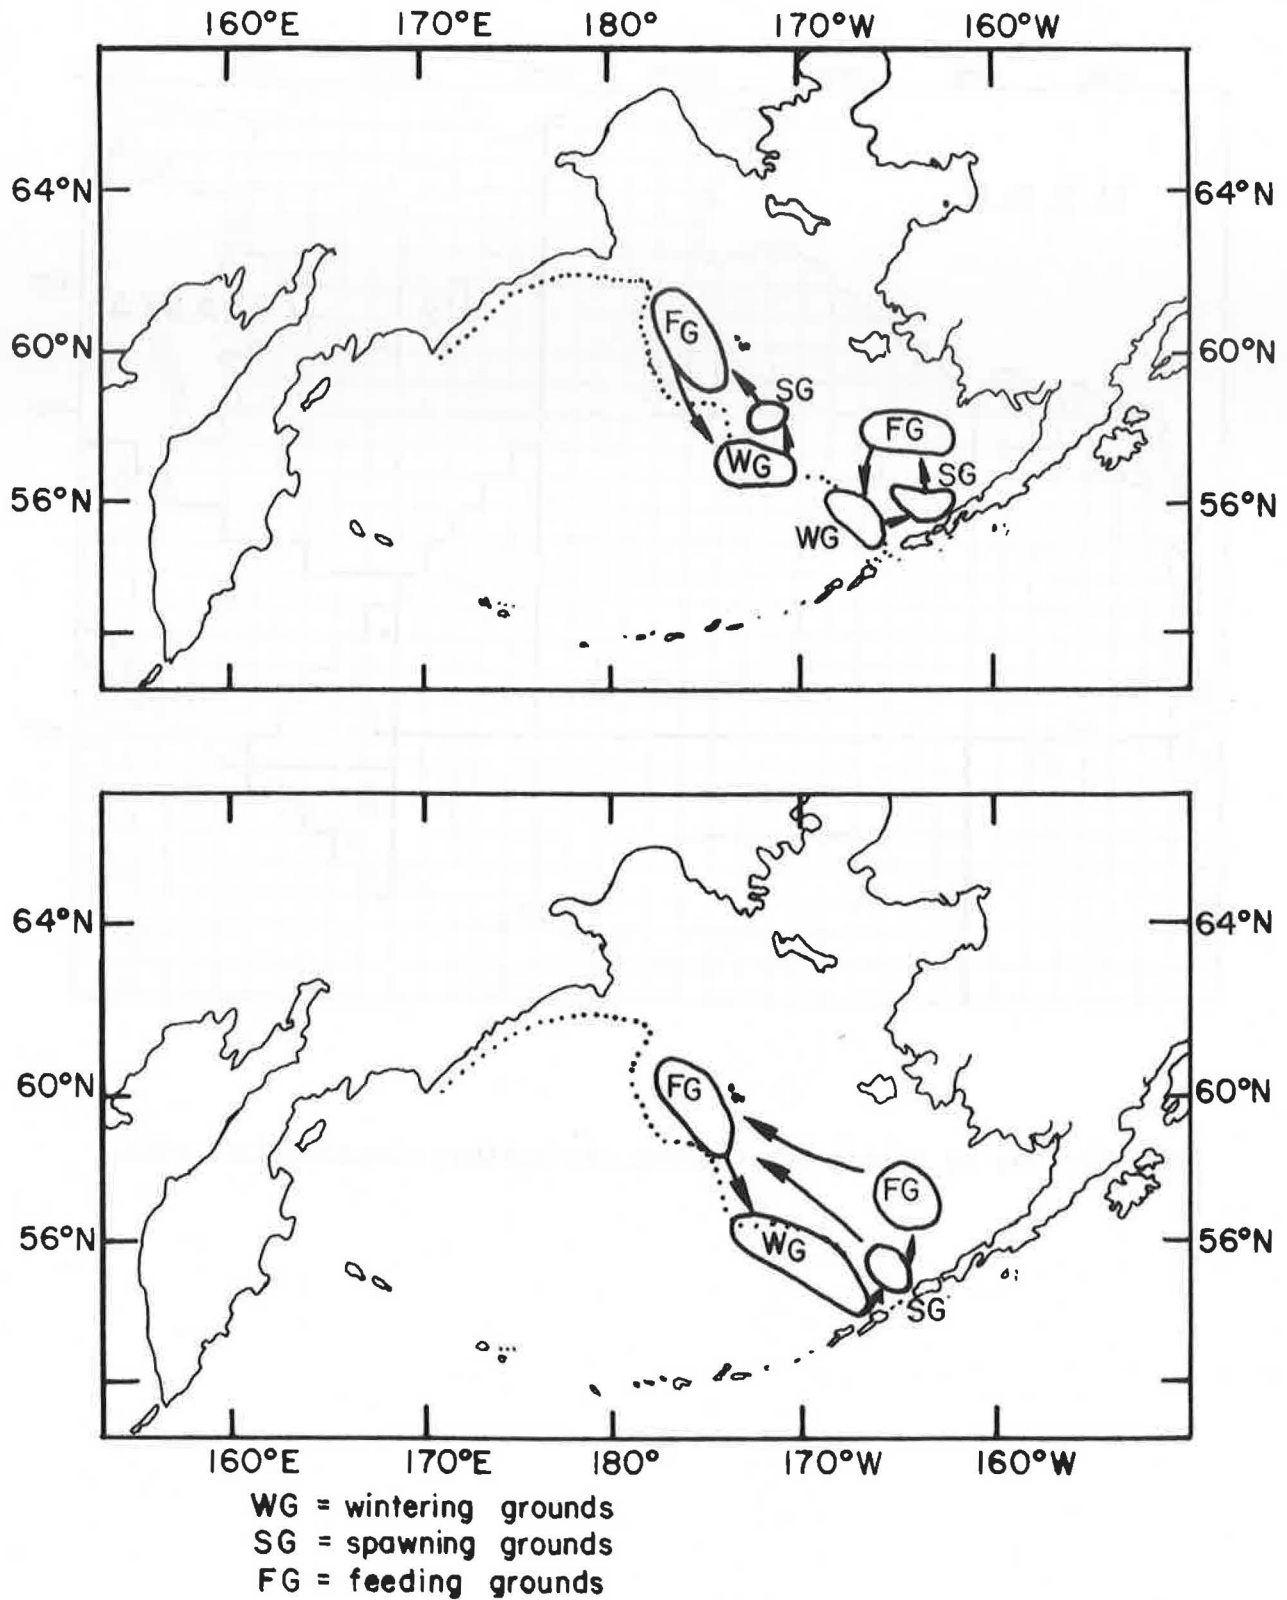 160°E 170°E 180° 170°W 160°W
64°N 64°N
60°N FG 60°N
SG
FG
WG SG
56°N 56°N
WG
64°N 64°N
60°N FG 60°N
FG
56°N WG 56°N
SG
160°E 170°E 180° 170°W 160°W
WG = wintering grounds
SG = spawning grounds
FG = feeding grounds